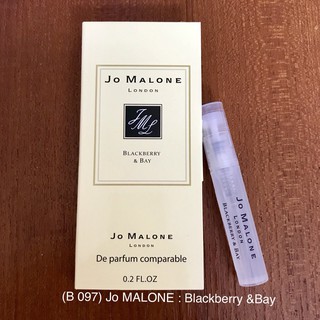 JO MALONE
LONDON
JML
BLACKBERRY
& BAY
JO MALONE
LONDON
De parfum comparable
0.2 FL.OZ
JO MALONE
LONDON
BLACKBERRY & BAY
(B 097) Jo MALONE : Blackberry &Bay